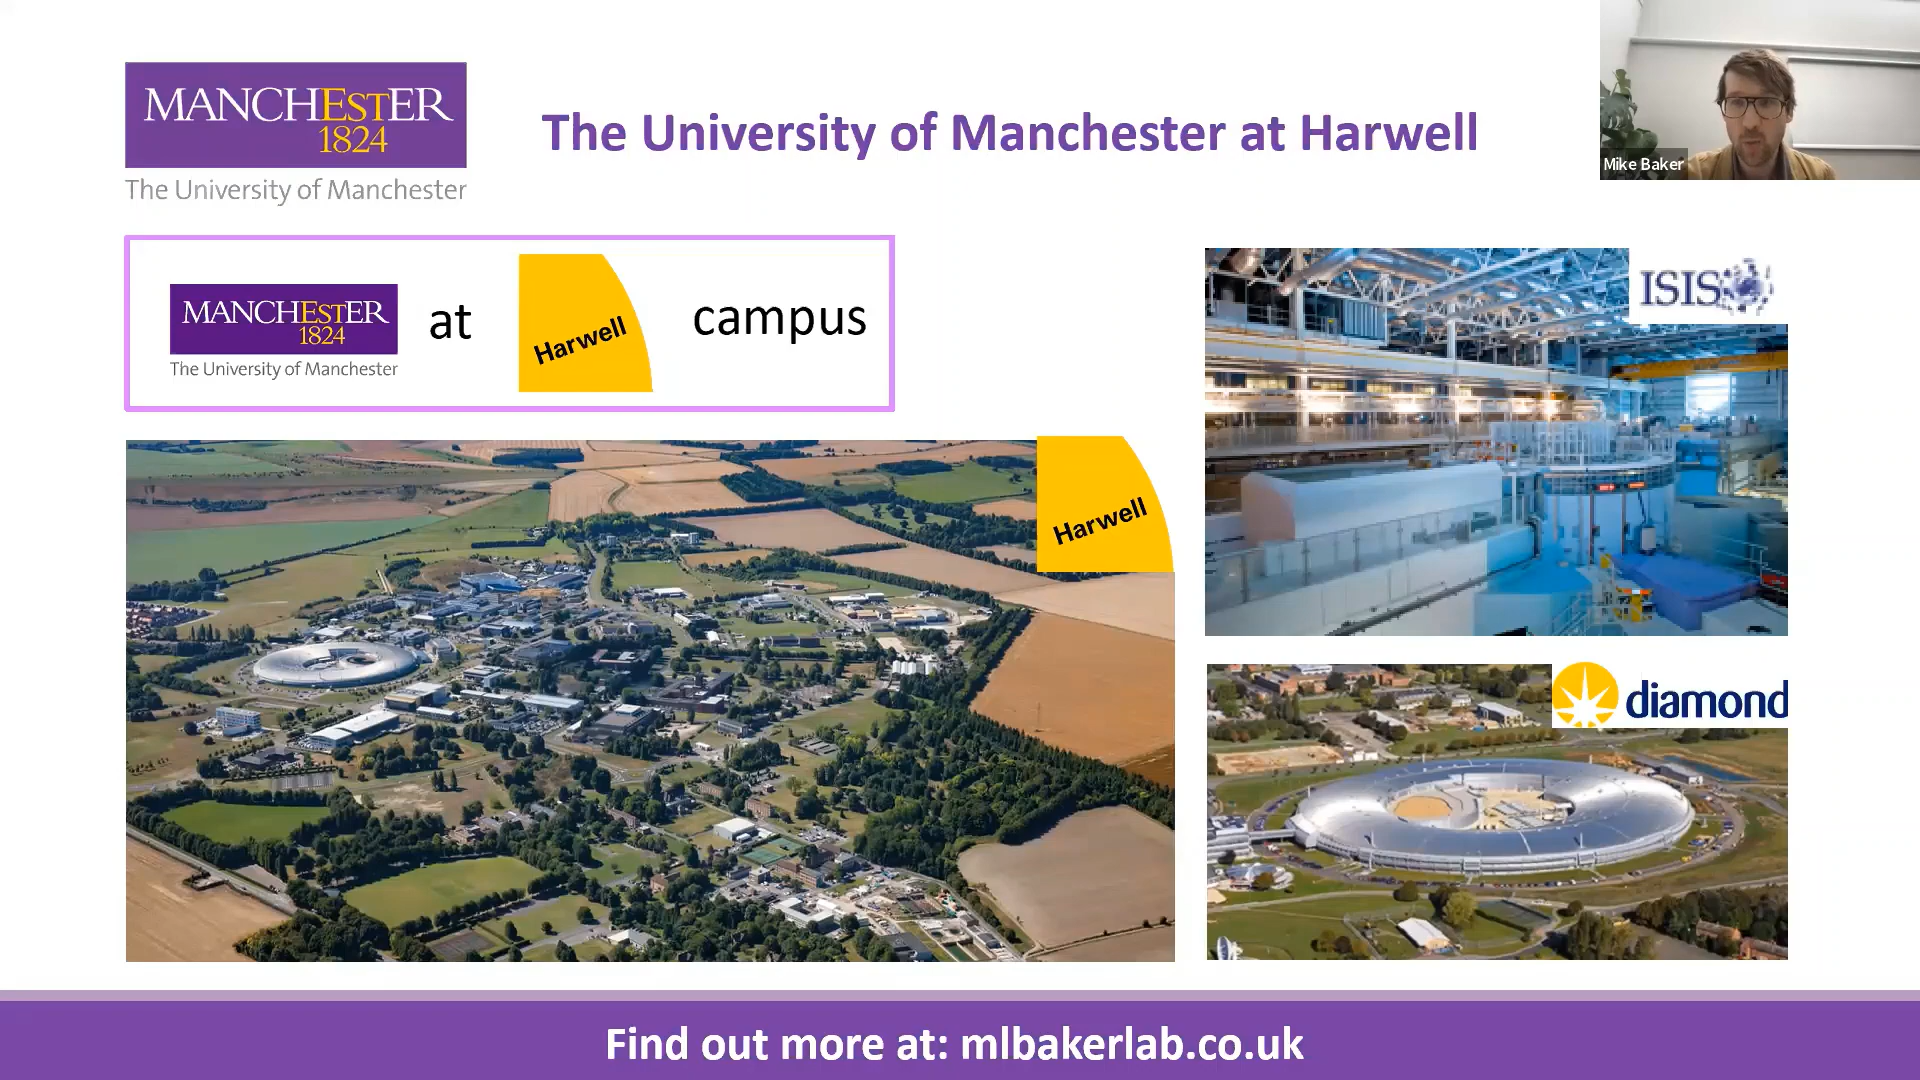 MANCHESTER
1824
The University of Manchester
The University of Manchester at Harwell
Mike Baker
MANCHESTER
1824
The University of Manchester
at
Harwell
campus
ISIS
Harwell
diamond
Find out more at: mlbakerlab.co.uk